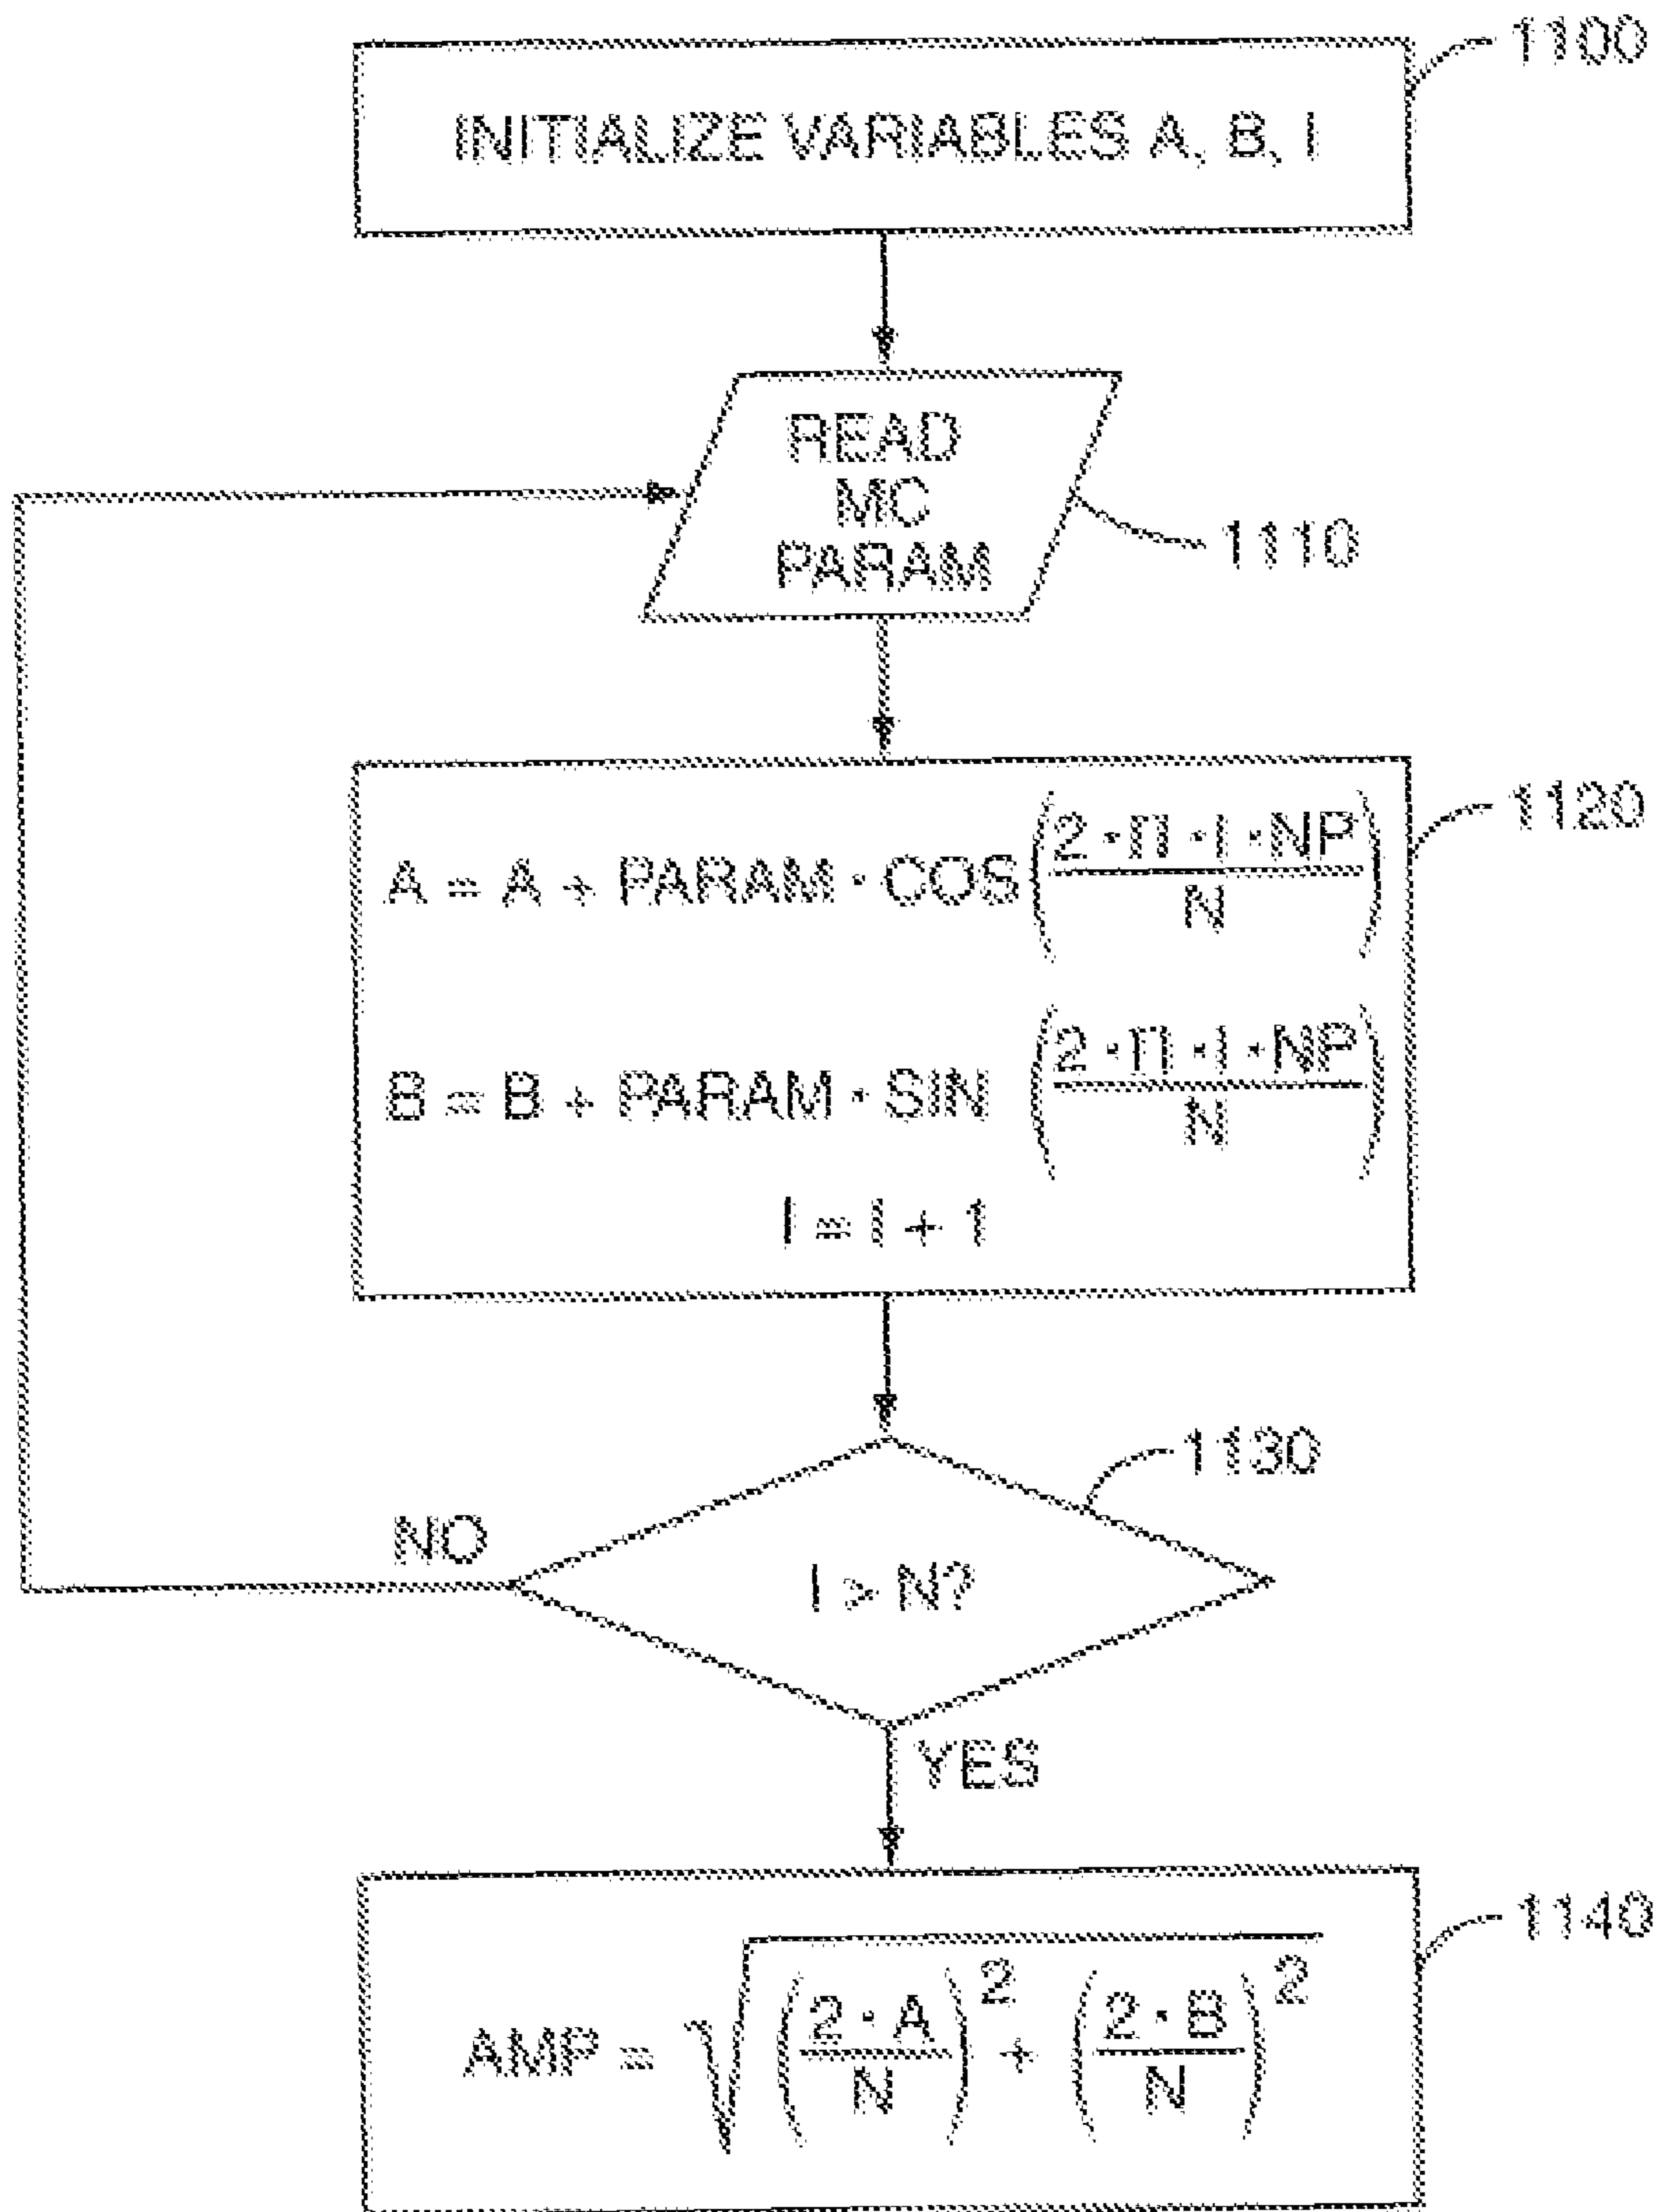 1100
INITIALIZE VARIABLES A, B, I
READ
MC
PARAM
1110
1120
A = A + PARAM · COS(2 · Π · I · NP / N)
B = B + PARAM · SIN (2 · Π · I · NP / N)
I = I + 1
1130
NO
I > N?
YES
1140
AMP = √((2 · A / N)² + (2 · B / N)²)